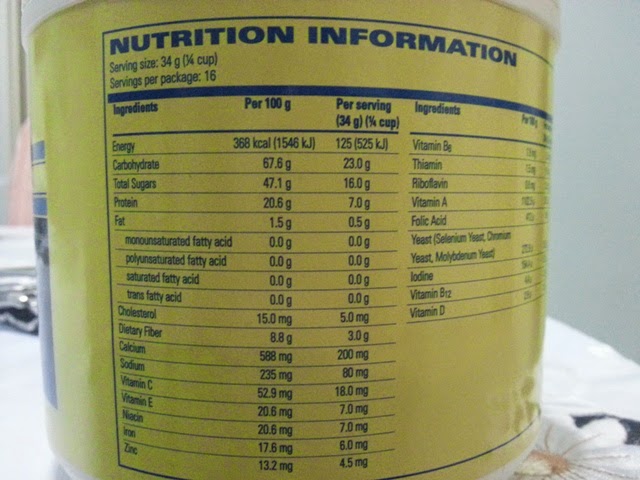 NUTRITION INFORMATION
Serving size: 34 g (¼ cup)
Servings per package: 16
Ingredients Per 100 g Per serving (34 g) (¼ cup)
Energy 368 kcal (1546 kJ) 125 (525 kJ)
Carbohydrate 67.6 g 23.0 g
Total Sugars 47.1 g 16.0 g
Protein 20.6 g 7.0 g
Fat 1.5 g 0.5 g
monounsaturated fatty acid 0.0 g 0.0 g
polyunsaturated fatty acid 0.0 g 0.0 g
saturated fatty acid 0.0 g 0.0 g
trans fatty acid 0.0 g 0.0 g
Cholesterol 15.0 mg 5.0 mg
Dietary Fiber 8.8 g 3.0 g
Calcium 588 mg 200 mg
Sodium 235 mg 80 mg
Vitamin C 52.9 mg 18.0 mg
Vitamin E 20.6 mg 7.0 mg
Niacin 20.6 mg 7.0 mg
Iron 17.6 mg 6.0 mg
Zinc 13.2 mg 4.5 mg
Ingredients Per 100 g
Vitamin B6
Thiamin
Riboflavin
Vitamin A
Folic Acid
Yeast (Selenium Yeast, Chromium
Yeast, Molybdenum Yeast)
Iodine
Vitamin B12
Vitamin D